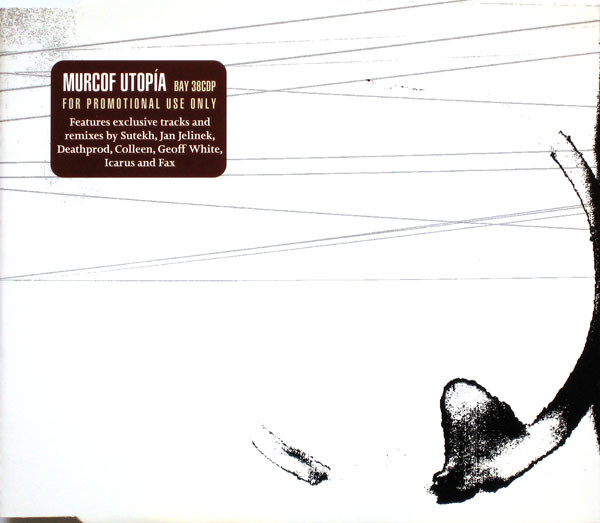 MURCOF UTOPÍA BAY 38CDP
FOR PROMOTIONAL USE ONLY
Features exclusive tracks and
remixes by Sutekh, Jan Jelinek,
Deathprod, Colleen, Geoff White,
Icarus and Fax